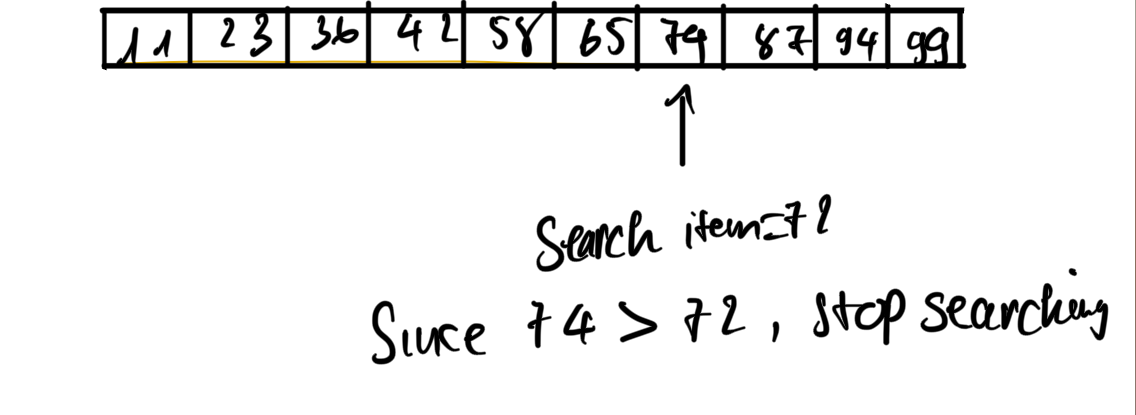 11 23 36 42 58 65 74 87 94 99
Search item=72
Since 74 > 72, stop searching